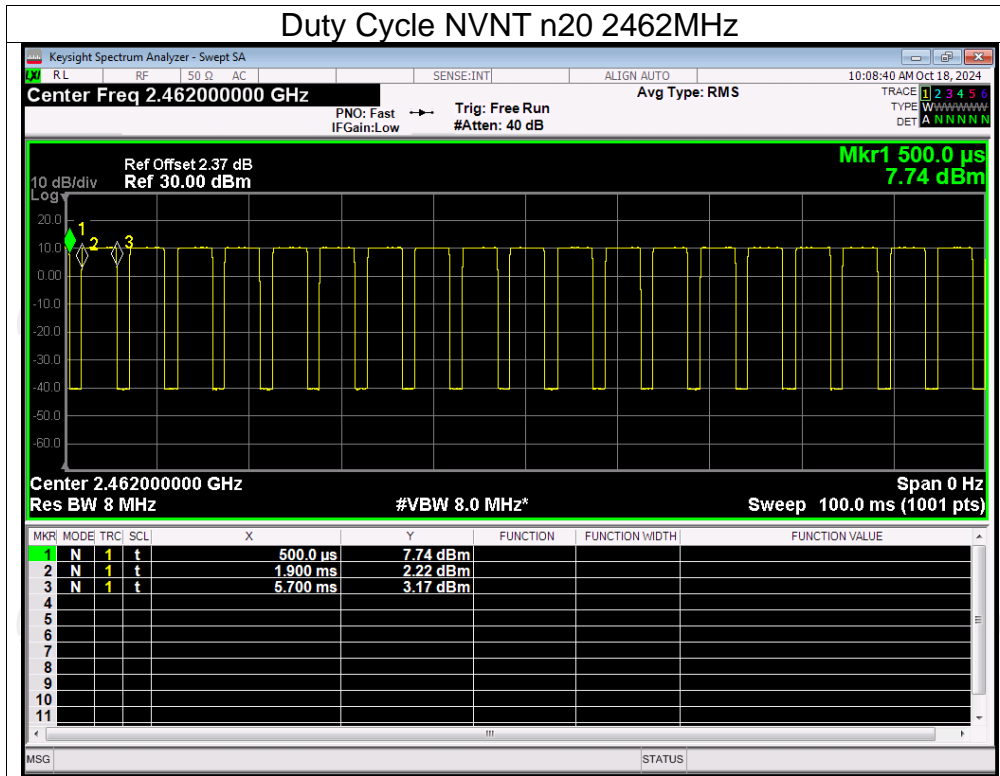 Duty Cycle NVNT n20 2462MHz
Keysight Spectrum Analyzer - Swept SA
LXI RL RF 50 Ω AC SENSE:INT ALIGN AUTO 10:08:40 AM Oct 18, 2024
Center Freq 2.462000000 GHz
PNO: Fast
IFGain:Low
Trig: Free Run
#Atten: 40 dB
Avg Type: RMS
TRACE 1 2 3 4 5 6
TYPE WWWWWW
DET A N N N N N
Mkr1 500.0 µs
7.74 dBm
Ref Offset 2.37 dB
10 dB/div Ref 30.00 dBm
Log
20.0
10.0
0.00
-10.0
-20.0
-30.0
-40.0
-50.0
-60.0
1
2
3
Center 2.462000000 GHz Span 0 Hz
Res BW 8 MHz #VBW 8.0 MHz* Sweep 100.0 ms (1001 pts)
MKR MODE TRC SCL X Y FUNCTION FUNCTION WIDTH FUNCTION VALUE
1 N 1 t 500.0 µs 7.74 dBm
2 N 1 t 1.900 ms 2.22 dBm
3 N 1 t 5.700 ms 3.17 dBm
4
5
6
7
8
9
10
11
MSG STATUS